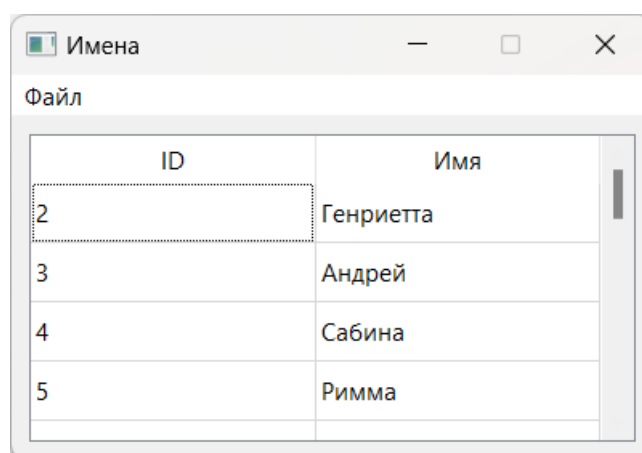 Имена
Файл
ID Имя
2 Генриетта
3 Андрей
4 Сабина
5 Римма